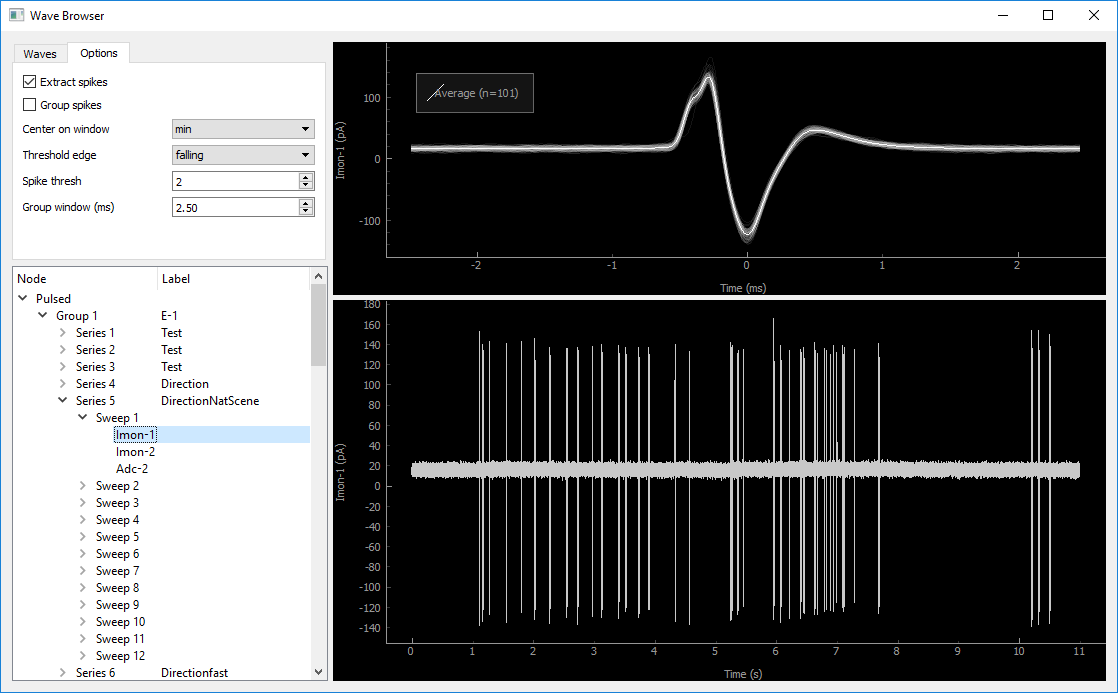 Wave Browser
Waves Options
Extract spikes
Group spikes
Center on window min
Threshold edge falling
Spike thresh 2
Group window (ms) 2.50
Node Label
Pulsed
Group 1 E-1
Series 1 Test
Series 2 Test
Series 3 Test
Series 4 Direction
Series 5 DirectionNatScene
Sweep 1
Imon-1
Imon-2
Adc-2
Sweep 2
Sweep 3
Sweep 4
Sweep 5
Sweep 6
Sweep 7
Sweep 8
Sweep 9
Sweep 10
Sweep 11
Sweep 12
Series 6 Directionfast
Average (n=101)
Imon-1 (pA)
100
0
-100
-2 -1 0 1 2
Time (ms)
Imon-1 (pA)
180
160
140
120
100
80
60
40
20
0
-20
-40
-60
-80
-100
-120
-140
0 1 2 3 4 5 6 7 8 9 10 11
Time (s)